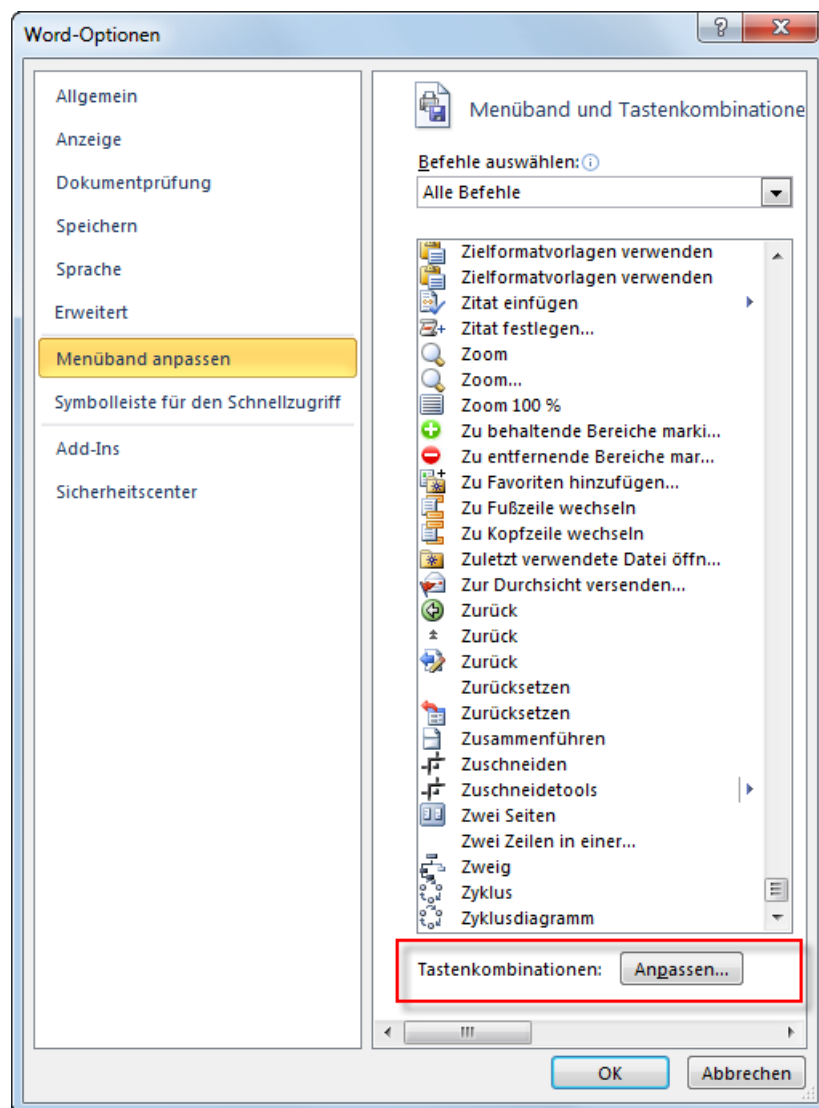 Word-Optionen
Allgemein
Anzeige
Dokumentprüfung
Speichern
Sprache
Erweitert
Menüband anpassen
Symbolleiste für den Schnellzugriff
Add-Ins
Sicherheitscenter
Menüband und Tastenkombinatione
Befehle auswählen:
Alle Befehle
Zielformatvorlagen verwenden
Zielformatvorlagen verwenden
Zitat einfügen
Zitat festlegen...
Zoom
Zoom...
Zoom 100 %
Zu behaltende Bereiche marki...
Zu entfernende Bereiche mar...
Zu Favoriten hinzufügen...
Zu Fußzeile wechseln
Zu Kopfzeile wechseln
Zuletzt verwendete Datei öffn...
Zur Durchsicht versenden...
Zurück
Zurück
Zurück
Zurücksetzen
Zurücksetzen
Zusammenführen
Zuschneiden
Zuschneidetools
Zwei Seiten
Zwei Zeilen in einer...
Zweig
Zyklus
Zyklusdiagramm
Tastenkombinationen: Anpassen...
OK Abbrechen